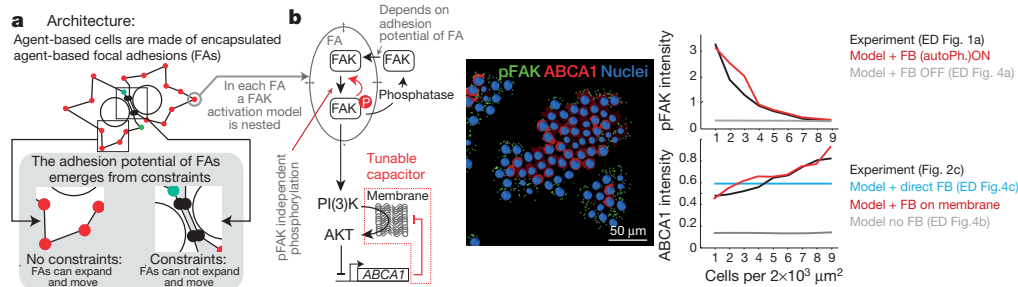 a
Architecture:
Agent-based cells are made of encapsulated
agent-based focal adhesions (FAs)
In each FA
a FAK
activation model
is nested
The adhesion potential of FAs
emerges from constraints
No constraints:
FAs can expand
and move
Constraints:
FAs can not expand
and move
b
Depends on
adhesion
potential of FA
FA
FAK
FAK
FAK
P
Phosphatase
pFAK independent
phosphorylation
Tunable
capacitor
PI(3)K
Membrane
AKT
ABCA1
pFAK ABCA1 Nuclei
50 μm
pFAK intensity
3
2
1
0
1 2 3 4 5 6 7 8 9
Experiment (ED Fig. 1a)
Model + FB (autoPh.)ON
Model + FB OFF (ED Fig. 4a)
ABCA1 intensity
0.8
0.6
0.4
0.2
0
1 2 3 4 5 6 7 8 9
Cells per 2×10³ μm²
Experiment (Fig. 2c)
Model + direct FB (ED Fig.4c)
Model + FB on membrane
Model no FB (ED Fig.4b)